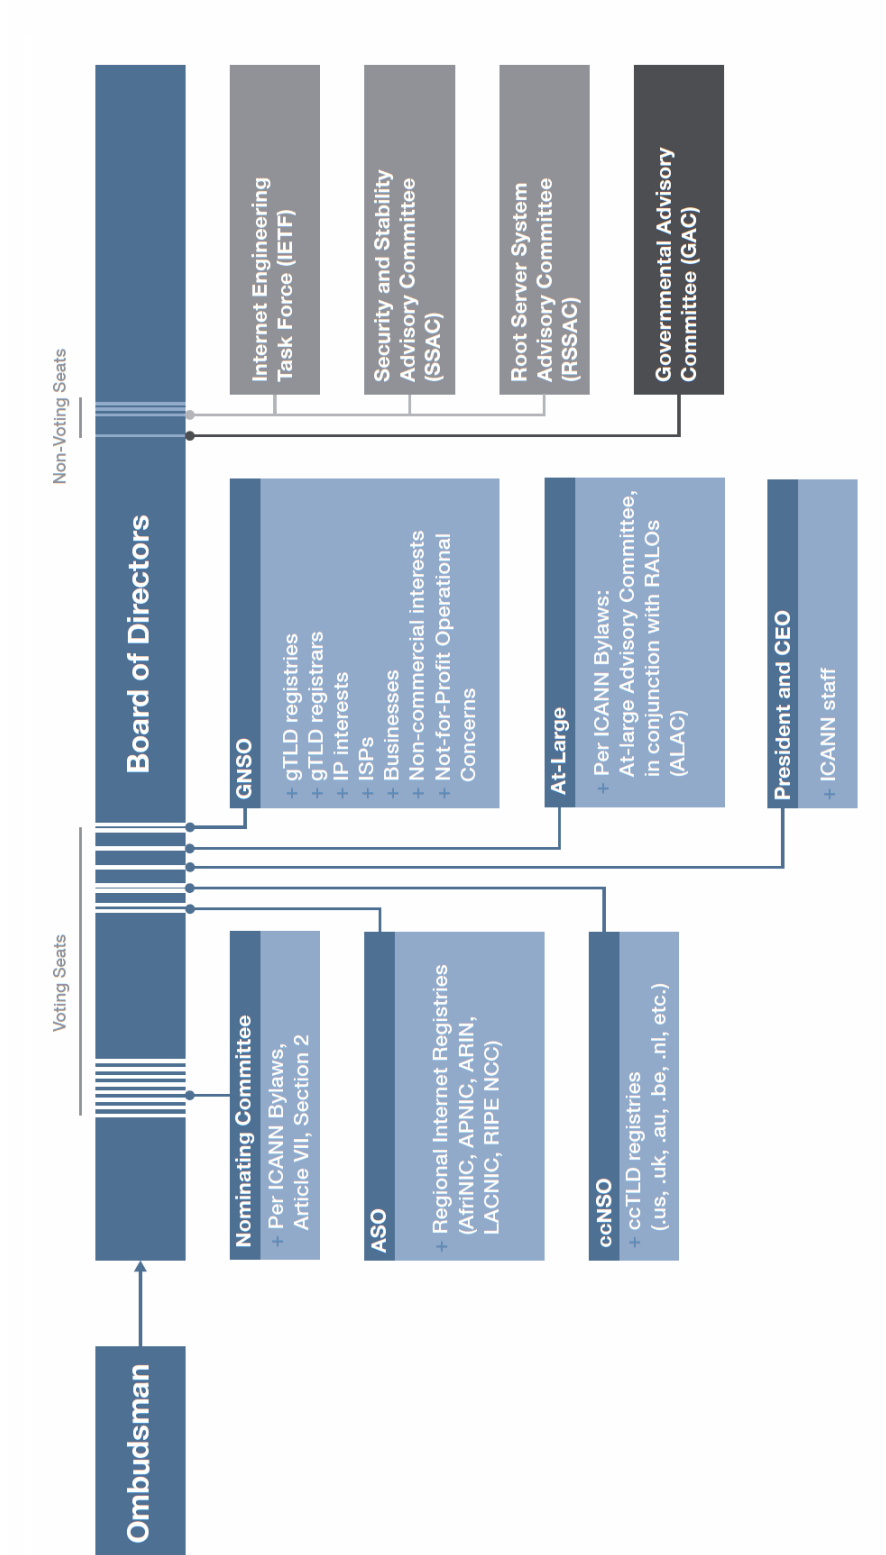 Ombudsman
Board of Directors
Voting Seats
Non-Voting Seats
Nominating Committee
+ Per ICANN Bylaws,
Article VII, Section 2
ASO
+ Regional Internet Registries
(AfriNIC, APNIC, ARIN,
LACNIC, RIPE NCC)
ccNSO
+ ccTLD registries
(.us, .uk, .au, .be, .nl, etc.)
GNSO
+ gTLD registries
+ gTLD registrars
+ IP interests
+ ISPs
+ Businesses
+ Non-commercial interests
+ Not-for-Profit Operational
Concerns
At-Large
+ Per ICANN Bylaws:
At-large Advisory Committee,
in conjunction with RALOs
(ALAC)
President and CEO
+ ICANN staff
Internet Engineering
Task Force (IETF)
Security and Stability
Advisory Committee
(SSAC)
Root Server System
Advisory Committee
(RSSAC)
Governmental Advisory
Committee (GAC)